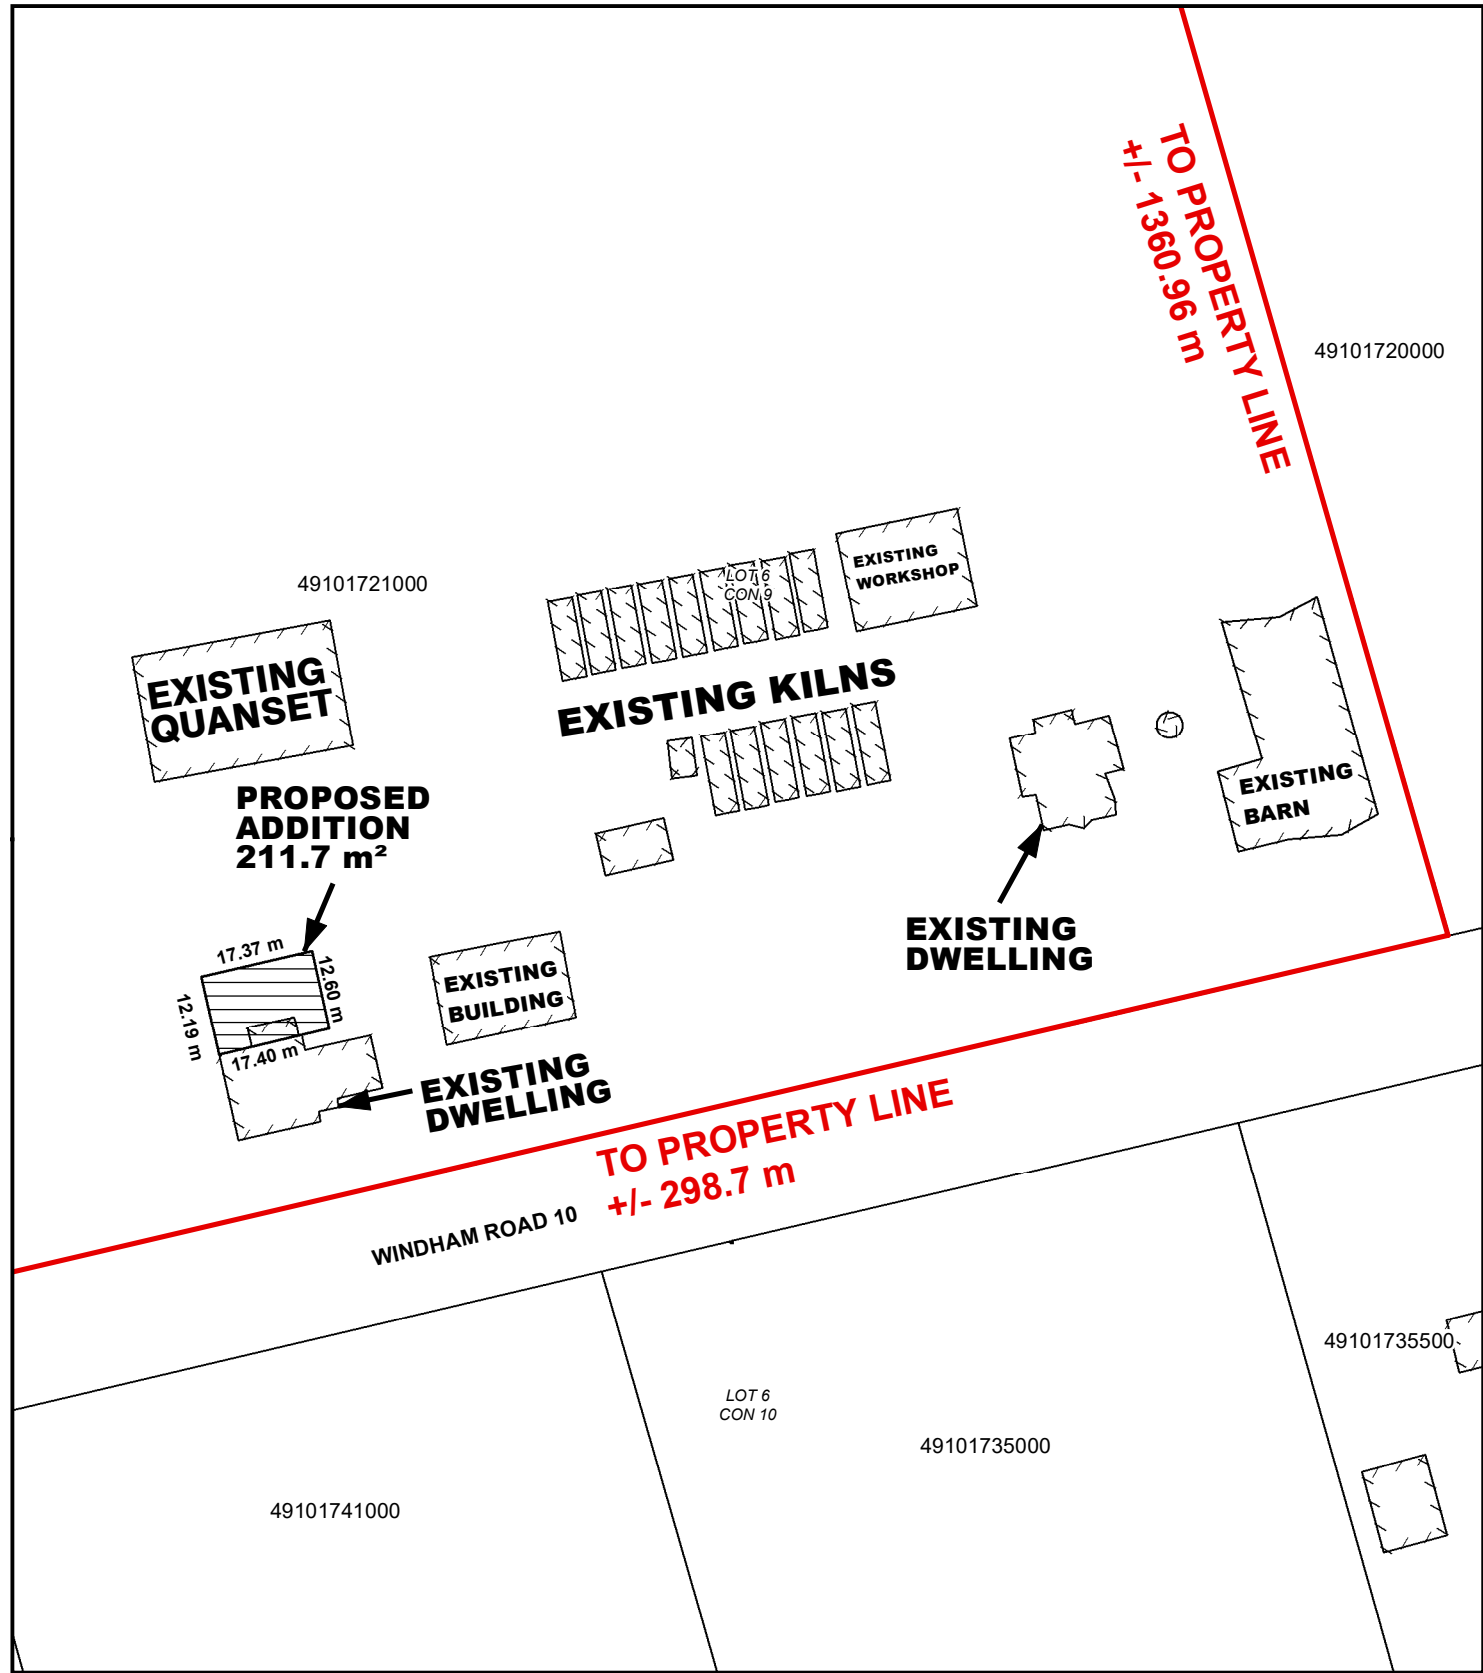 TO PROPERTY LINE
+/- 1360.96 m
49101720000
EXISTING
WORKSHOP
LOT 6
CON 9
49101721000
EXISTING
QUANSET
EXISTING KILNS
EXISTING
BARN
PROPOSED
ADDITION
211.7 m²
EXISTING
DWELLING
17.37 m
12.60 m
12.19 m
17.40 m
EXISTING
BUILDING
EXISTING
DWELLING
TO PROPERTY LINE
+/- 298.7 m
WINDHAM ROAD 10
49101735500
LOT 6
CON 10
49101735000
49101741000